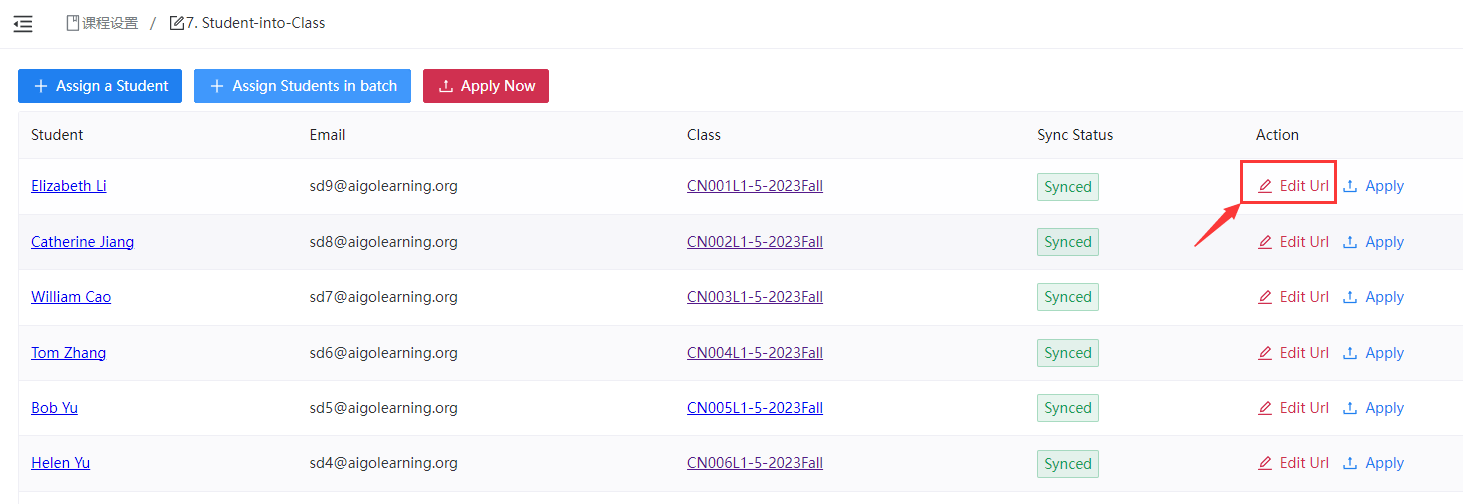 课程设置 / 7. Student-into-Class
Assign a Student Assign Students in batch Apply Now
Student Email Class Sync Status Action
Elizabeth Li sd9@aigolearning.org CN001L1-5-2023Fall Synced Edit Url Apply
Catherine Jiang sd8@aigolearning.org CN002L1-5-2023Fall Synced Edit Url Apply
William Cao sd7@aigolearning.org CN003L1-5-2023Fall Synced Edit Url Apply
Tom Zhang sd6@aigolearning.org CN004L1-5-2023Fall Synced Edit Url Apply
Bob Yu sd5@aigolearning.org CN005L1-5-2023Fall Synced Edit Url Apply
Helen Yu sd4@aigolearning.org CN006L1-5-2023Fall Synced Edit Url Apply